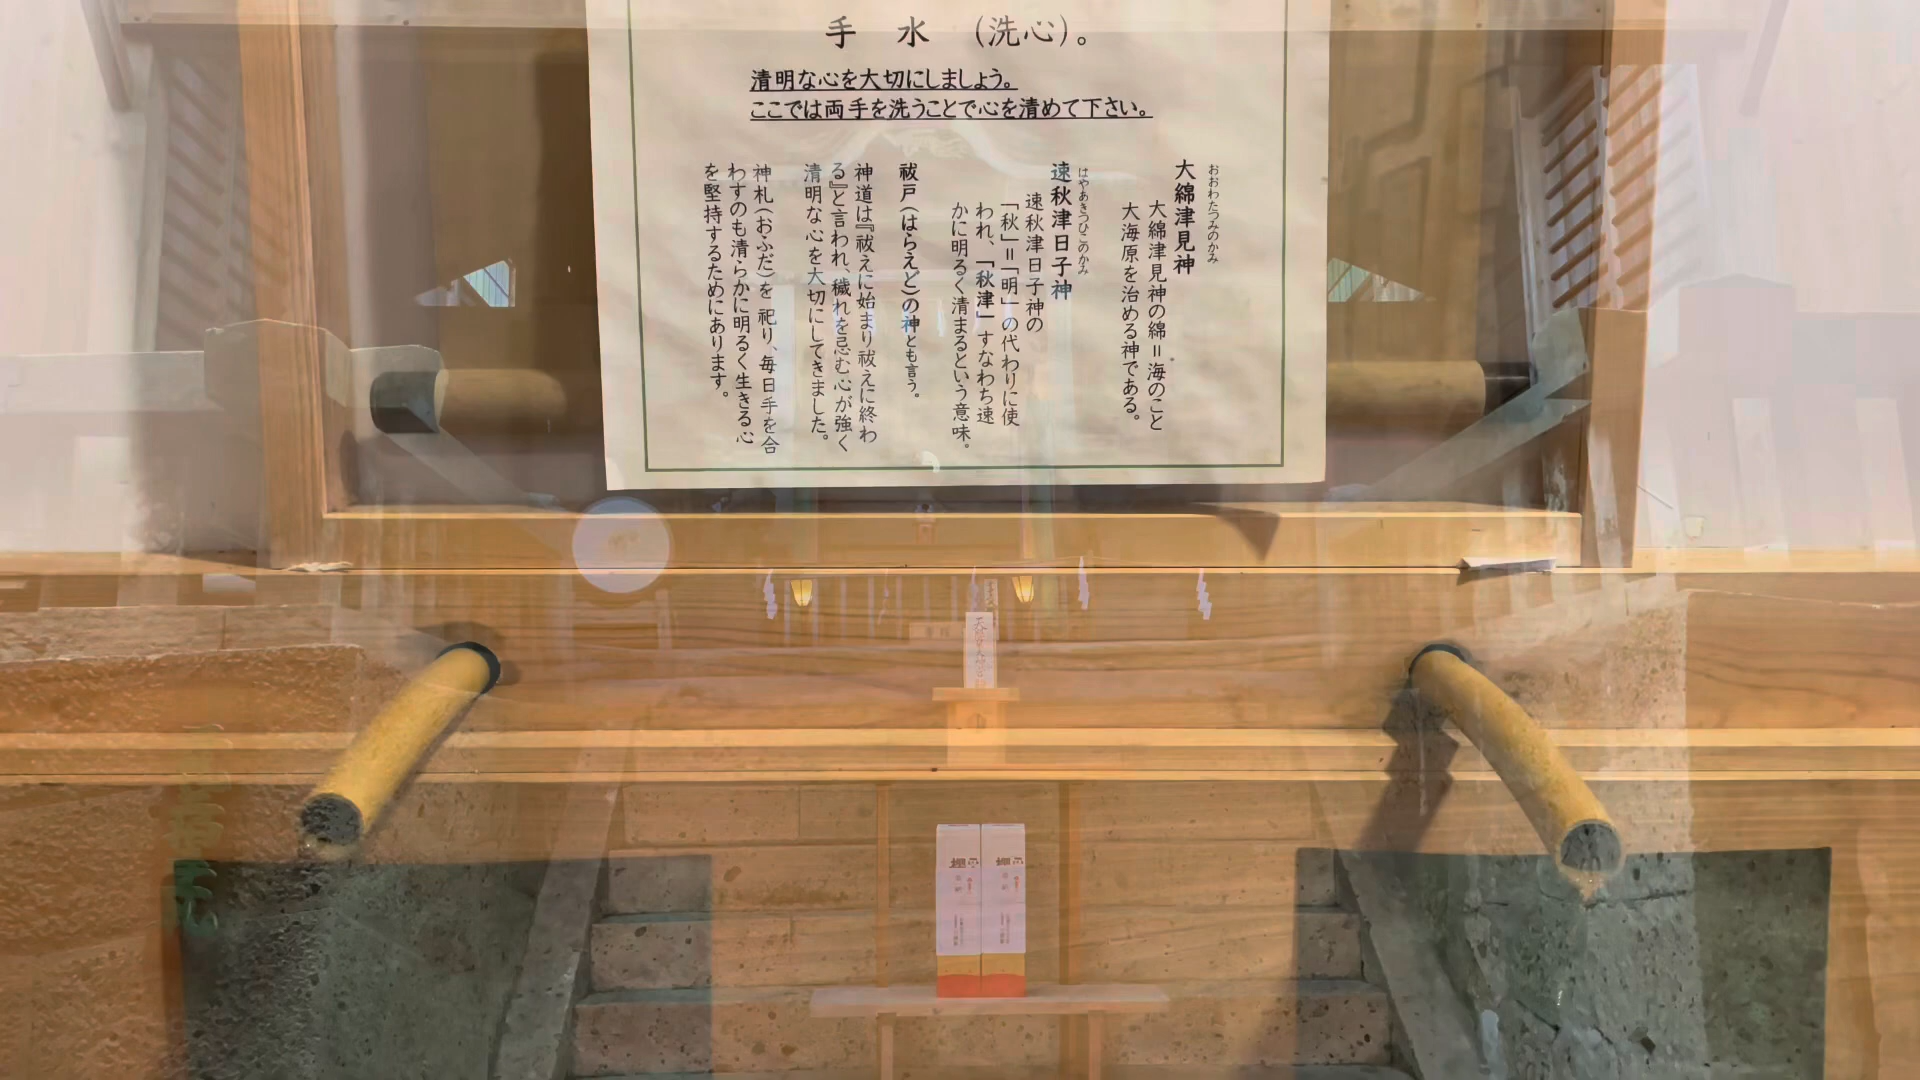 手 水 （洗心）。
清明な心を大切にしましょう。
ここでは両手を洗うことで心を清めて下さい。
おおわたつみのかみ
大綿津見神
大綿津見神の綿＝海のこと
大海原を治める神である。
はやあきつひこのかみ
速秋津日子神
速秋津日子神の
「秋」＝「明」の代わりに使
われ、「秋津」すなわち速
かに明るく清まるという意味。
祓戸（はらえど）の神とも言う。
神道は『祓えに始まり祓えに終わ
る』と言われ、穢れを忌む心が強く
清明な心を大切にしてきました。
神札（おふだ）を祀り、毎日手を合
わすのも清らかに明るく生きる心
を堅持するためにあります。